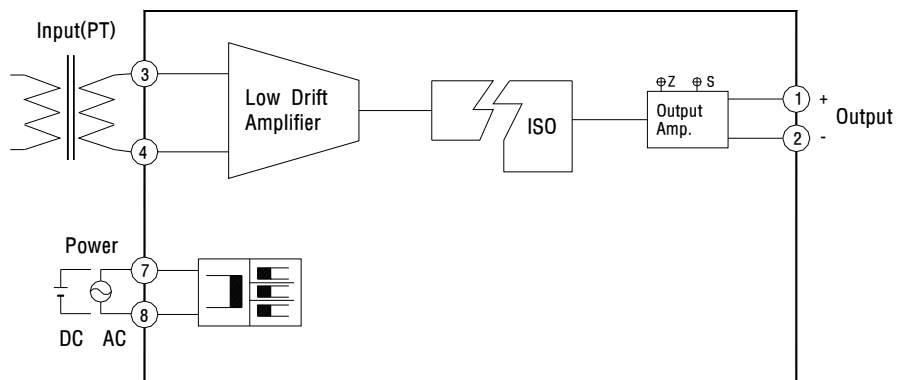 Input(PT)
3
4
Low Drift
Amplifier
ISO
Z S
Output
Amp.
1 +
2 -
Output
Power
7
8
DC AC